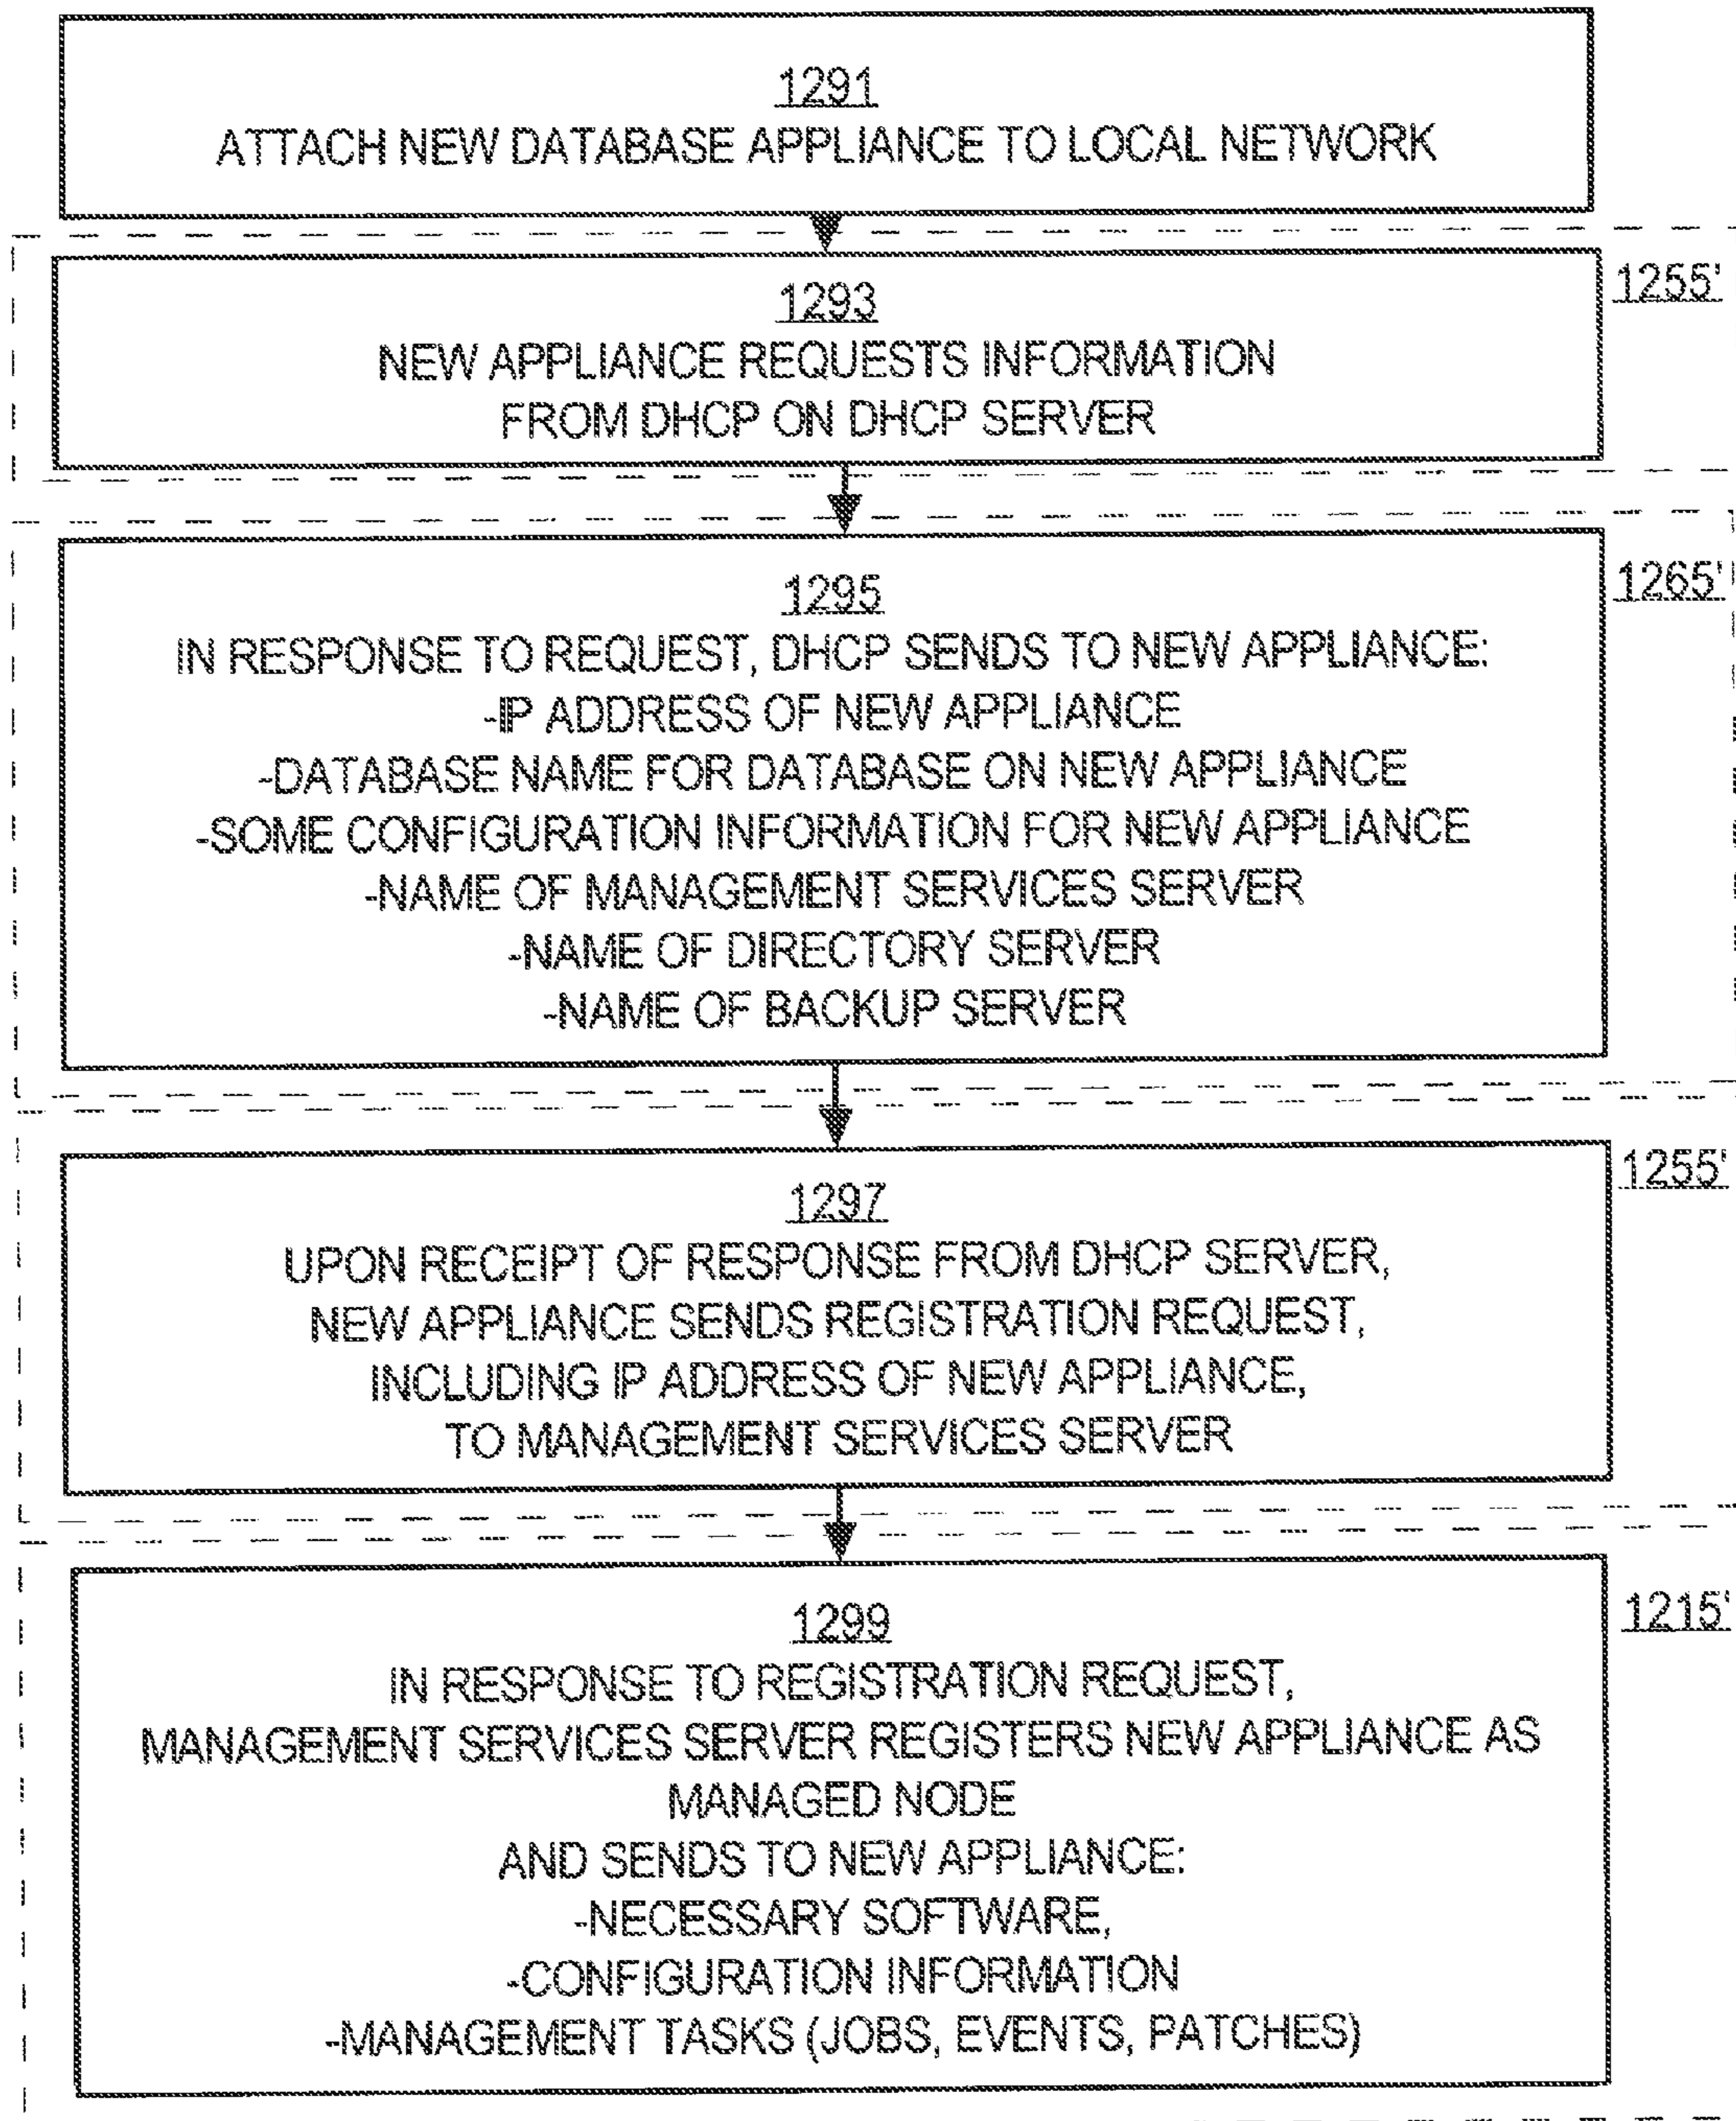 1291
ATTACH NEW DATABASE APPLIANCE TO LOCAL NETWORK
1255'
1293
NEW APPLIANCE REQUESTS INFORMATION
FROM DHCP ON DHCP SERVER
1265'
1295
IN RESPONSE TO REQUEST, DHCP SENDS TO NEW APPLIANCE:
-IP ADDRESS OF NEW APPLIANCE
-DATABASE NAME FOR DATABASE ON NEW APPLIANCE
-SOME CONFIGURATION INFORMATION FOR NEW APPLIANCE
-NAME OF MANAGEMENT SERVICES SERVER
-NAME OF DIRECTORY SERVER
-NAME OF BACKUP SERVER
1255'
1297
UPON RECEIPT OF RESPONSE FROM DHCP SERVER,
NEW APPLIANCE SENDS REGISTRATION REQUEST,
INCLUDING IP ADDRESS OF NEW APPLIANCE,
TO MANAGEMENT SERVICES SERVER
1215'
1299
IN RESPONSE TO REGISTRATION REQUEST,
MANAGEMENT SERVICES SERVER REGISTERS NEW APPLIANCE AS
MANAGED NODE
AND SENDS TO NEW APPLIANCE:
-NECESSARY SOFTWARE,
-CONFIGURATION INFORMATION
-MANAGEMENT TASKS (JOBS, EVENTS, PATCHES)